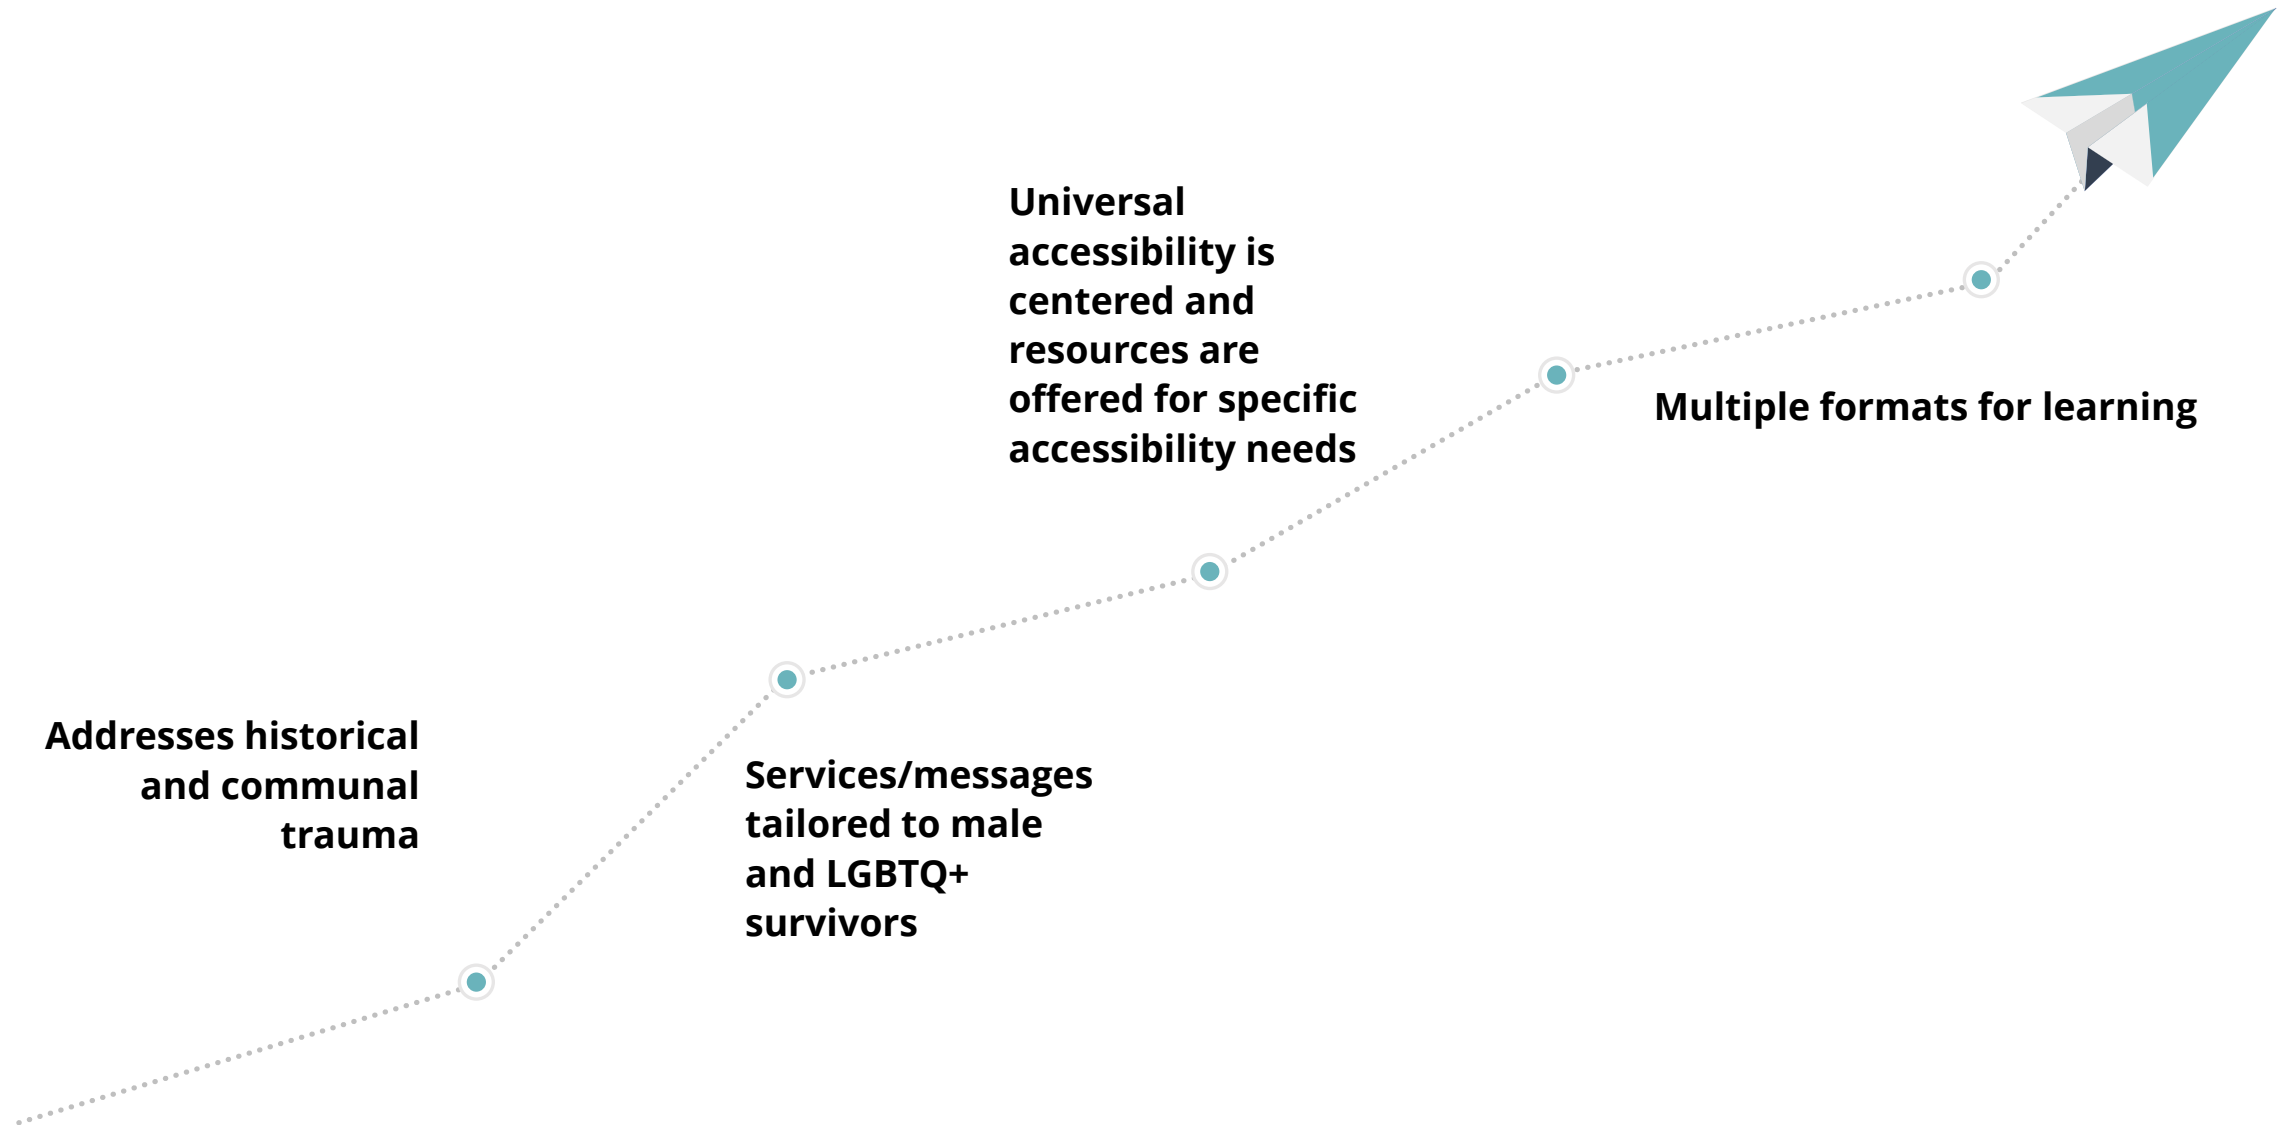 Addresses historical
and communal
trauma
Services/messages
tailored to male
and LGBTQ+
survivors
Universal
accessibility is
centered and
resources are
offered for specific
accessibility needs
Multiple formats for learning